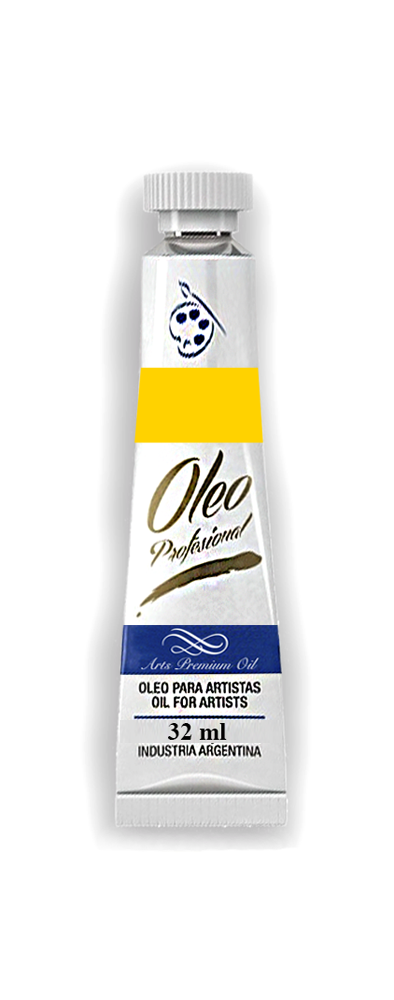 Oleo
Profesional
Arts Premium Oil
OLEO PARA ARTISTAS
OIL FOR ARTISTS
32 ml
INDUSTRIA ARGENTINA